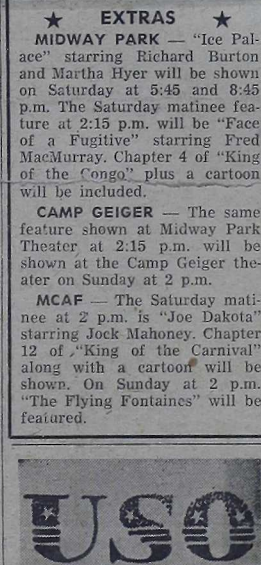 ★ EXTRAS ★
MIDWAY PARK — "Ice Pal-
ace" starring Richard Burton
and Martha Hyer will be shown
on Saturday at 5:45 and 8:45
p.m. The Saturday matinee fea-
ture at 2:15 p.m. will be "Face
of a Fugitive" starring Fred
MacMurray. Chapter 4 of "King
of the Congo" plus a cartoon
will be included.
CAMP GEIGER — The same
feature shown at Midway Park
Theater at 2:15 p.m. will be
shown at the Camp Geiger the-
ater on Sunday at 2 p.m.
MCAF — The Saturday mati-
nee at 2 p.m. is "Joe Dakota"
starring Jock Mahoney. Chapter
12 of "King of the Carnival"
along with a cartoon will be
shown. On Sunday at 2 p.m.
"The Flying Fontaines" will be
featured.
USO